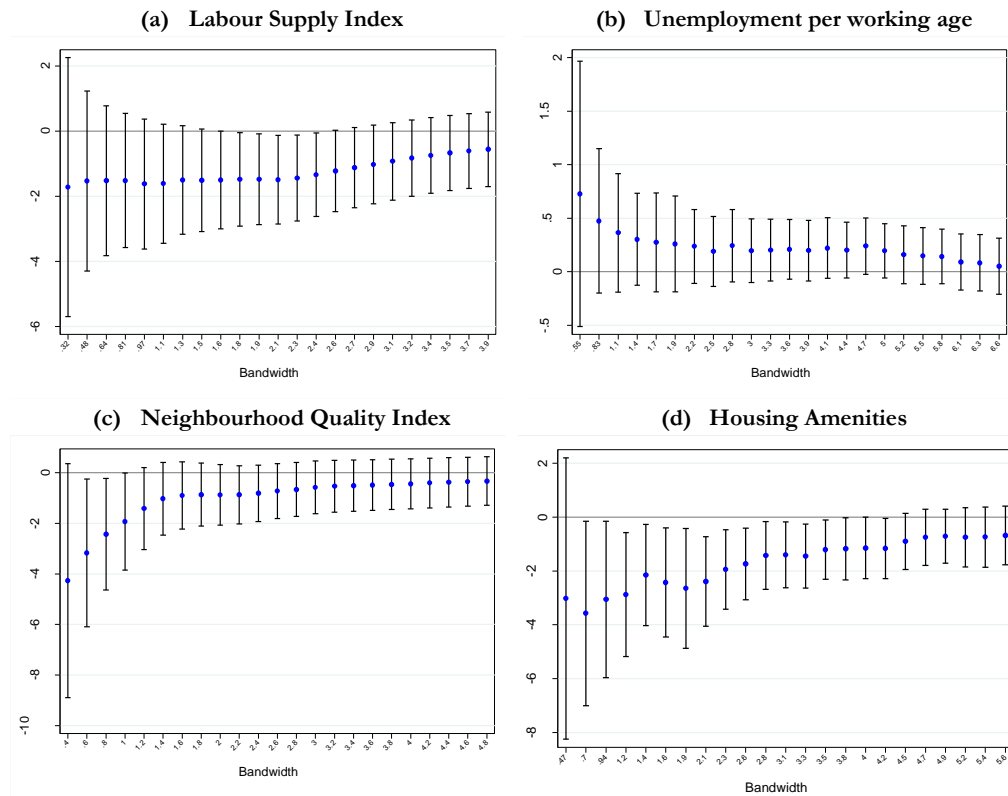 (a) Labour Supply Index
2
0
-2
-4
-6
.32 .48 .64 .81 .97 1.1 1.3 1.5 1.6 1.8 1.9 2.1 2.3 2.4 2.6 2.7 2.9 3.1 3.2 3.4 3.5 3.7 3.9
Bandwidth
(b) Unemployment per working age
2
1.5
1
.5
0
-.5
.55 .83 1.1 1.4 1.7 1.9 2.2 2.5 2.8 3 3.3 3.6 3.9 4.1 4.4 4.7 5 5.2 5.5 5.8 6.1 6.3 6.6
Bandwidth
(c) Neighbourhood Quality Index
0
-2
-4
-6
-8
-10
.4 .6 .8 1 1.2 1.4 1.6 1.8 2 2.2 2.4 2.6 2.8 3 3.2 3.4 3.6 3.8 4 4.2 4.4 4.6 4.8
Bandwidth
(d) Housing Amenities
2
0
-2
-4
-6
-8
.47 .7 .94 1.2 1.4 1.6 1.9 2.1 2.3 2.6 2.8 3.1 3.3 3.5 3.8 4 4.2 4.5 4.7 4.9 5.2 5.4 5.6
Bandwidth